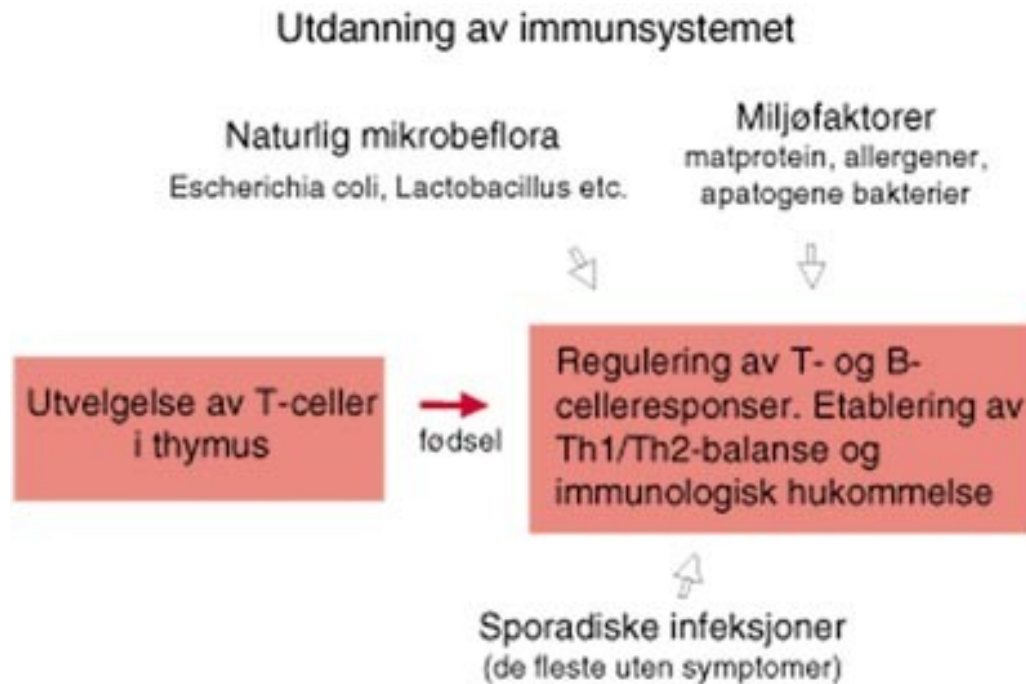 Utdanning av immunsystemet
Naturlig mikrobeflora
Escherichia coli, Lactobacillus etc.
Miljøfaktorer
matprotein, allergener,
apatogene bakterier
Utvelgelse av T-celler
i thymus
fødsel
Regulering av T- og B-
celleresponser. Etablering av
Th1/Th2-balanse og
immunologisk hukommelse
Sporadiske infeksjoner
(de fleste uten symptomer)